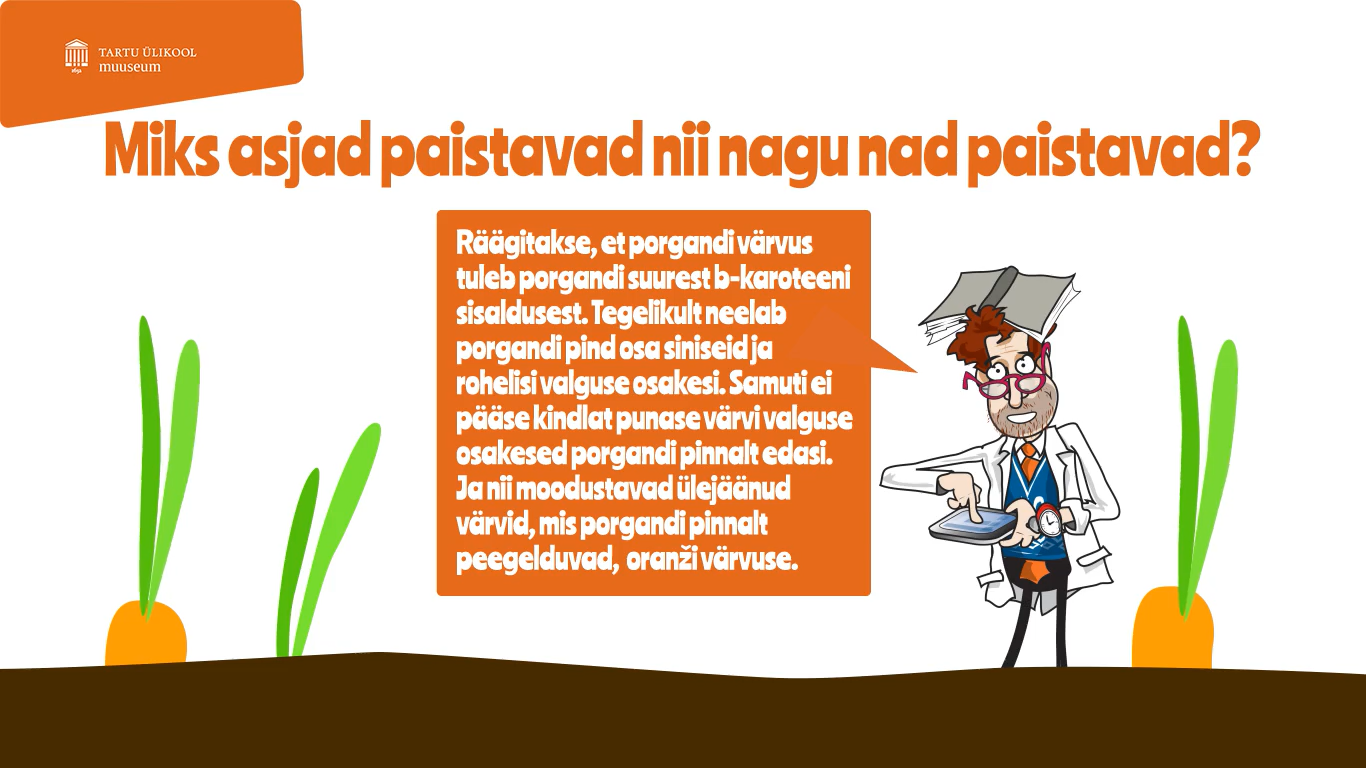 TARTU ÜLIKOOL
muuseum
1632
Miks asjad paistavad nii nagu nad paistavad?
Räägitakse, et porgandi värvus
tuleb porgandi suurest b-karoteeni
sisaldusest. Tegelikult neelab
porgandi pind osa siniseid ja
rohelisi valguse osakesi. Samuti ei
pääse kindlat punase värvi valguse
osakesed porgandi pinnalt edasi.
Ja nii moodustavad ülejäänud
värvid, mis porgandi pinnalt
peegelduvad, oranži värvuse.